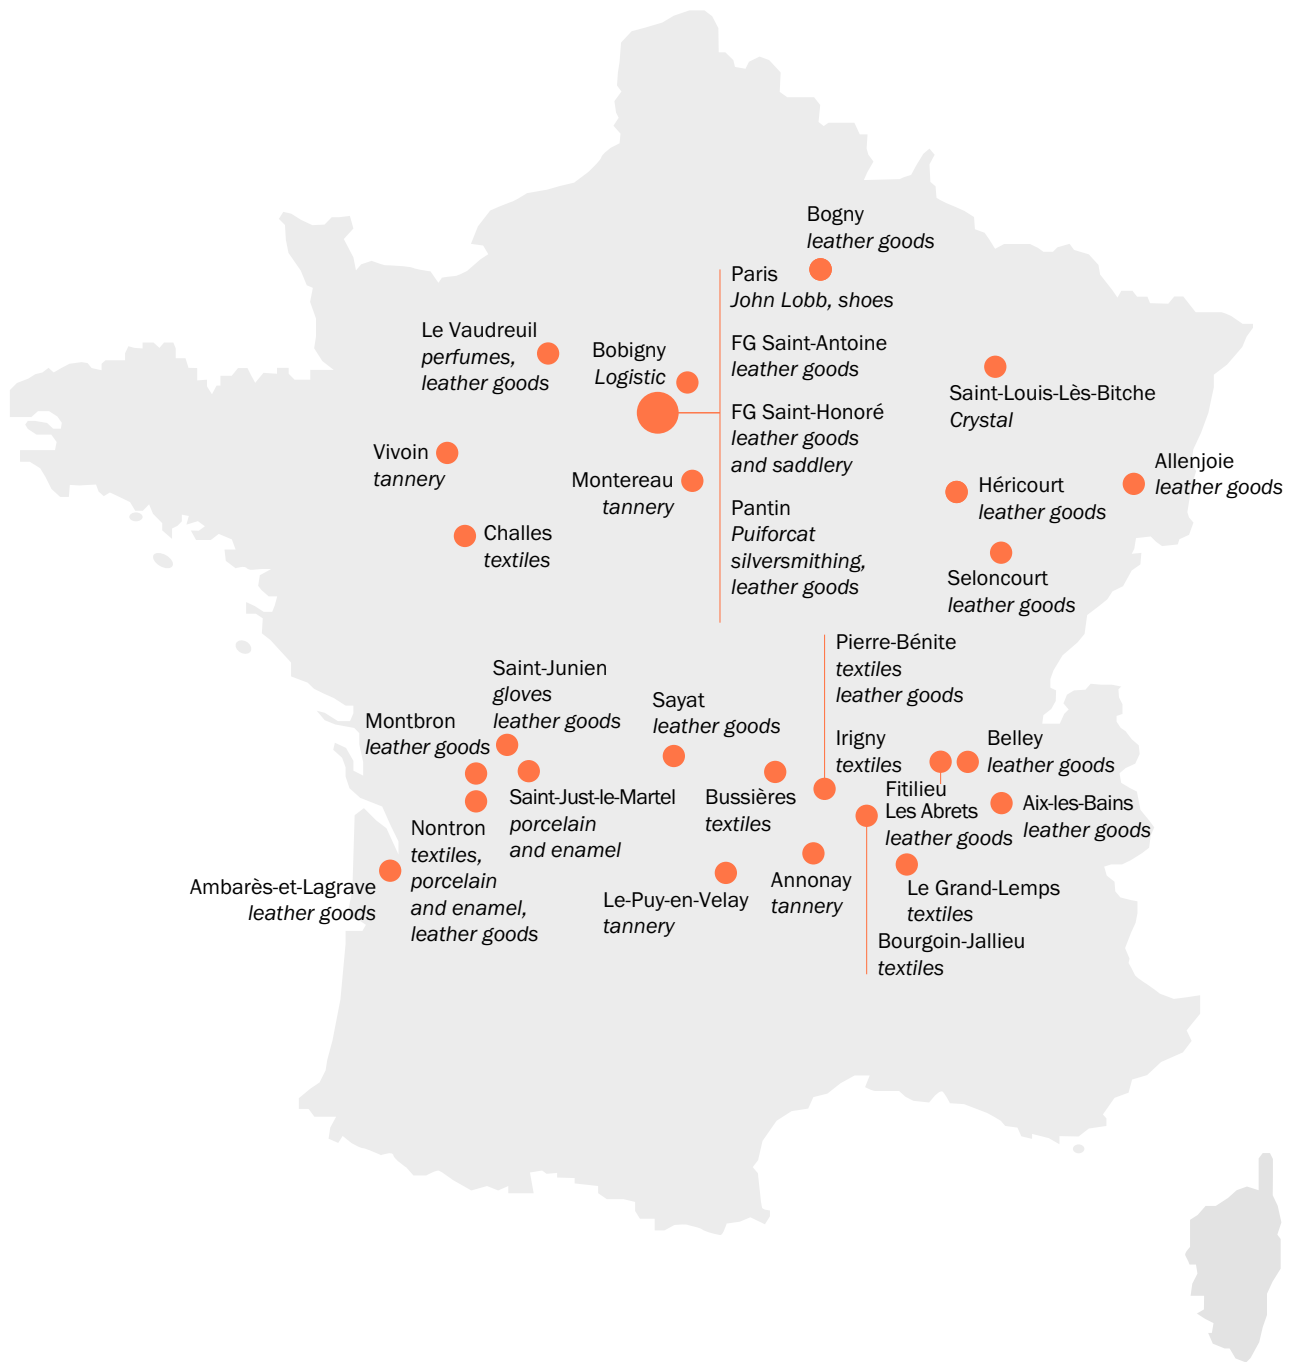 Bogny
leather goods
Paris
John Lobb, shoes
FG Saint-Antoine
leather goods
FG Saint-Honoré
leather goods
and saddlery
Pantin
Puiforcat
silversmithing,
leather goods
Le Vaudreuil
perfumes,
leather goods
Bobigny
Logistic
Saint-Louis-Lès-Bitche
Crystal
Vivoin
tannery
Montereau
tannery
Allenjoie
leather goods
Héricourt
leather goods
Challes
textiles
Seloncourt
leather goods
Pierre-Bénite
textiles
leather goods
Irigny
textiles
Saint-Junien
gloves
leather goods
Sayat
leather goods
Montbron
leather goods
Belley
leather goods
Fitilieu
Les Abrets
leather goods
Aix-les-Bains
leather goods
Saint-Just-le-Martel
porcelain
and enamel
Bussières
textiles
Nontron
textiles,
porcelain
and enamel,
leather goods
Ambarès-et-Lagrave
leather goods
Le-Puy-en-Velay
tannery
Annonay
tannery
Le Grand-Lemps
textiles
Bourgoin-Jallieu
textiles